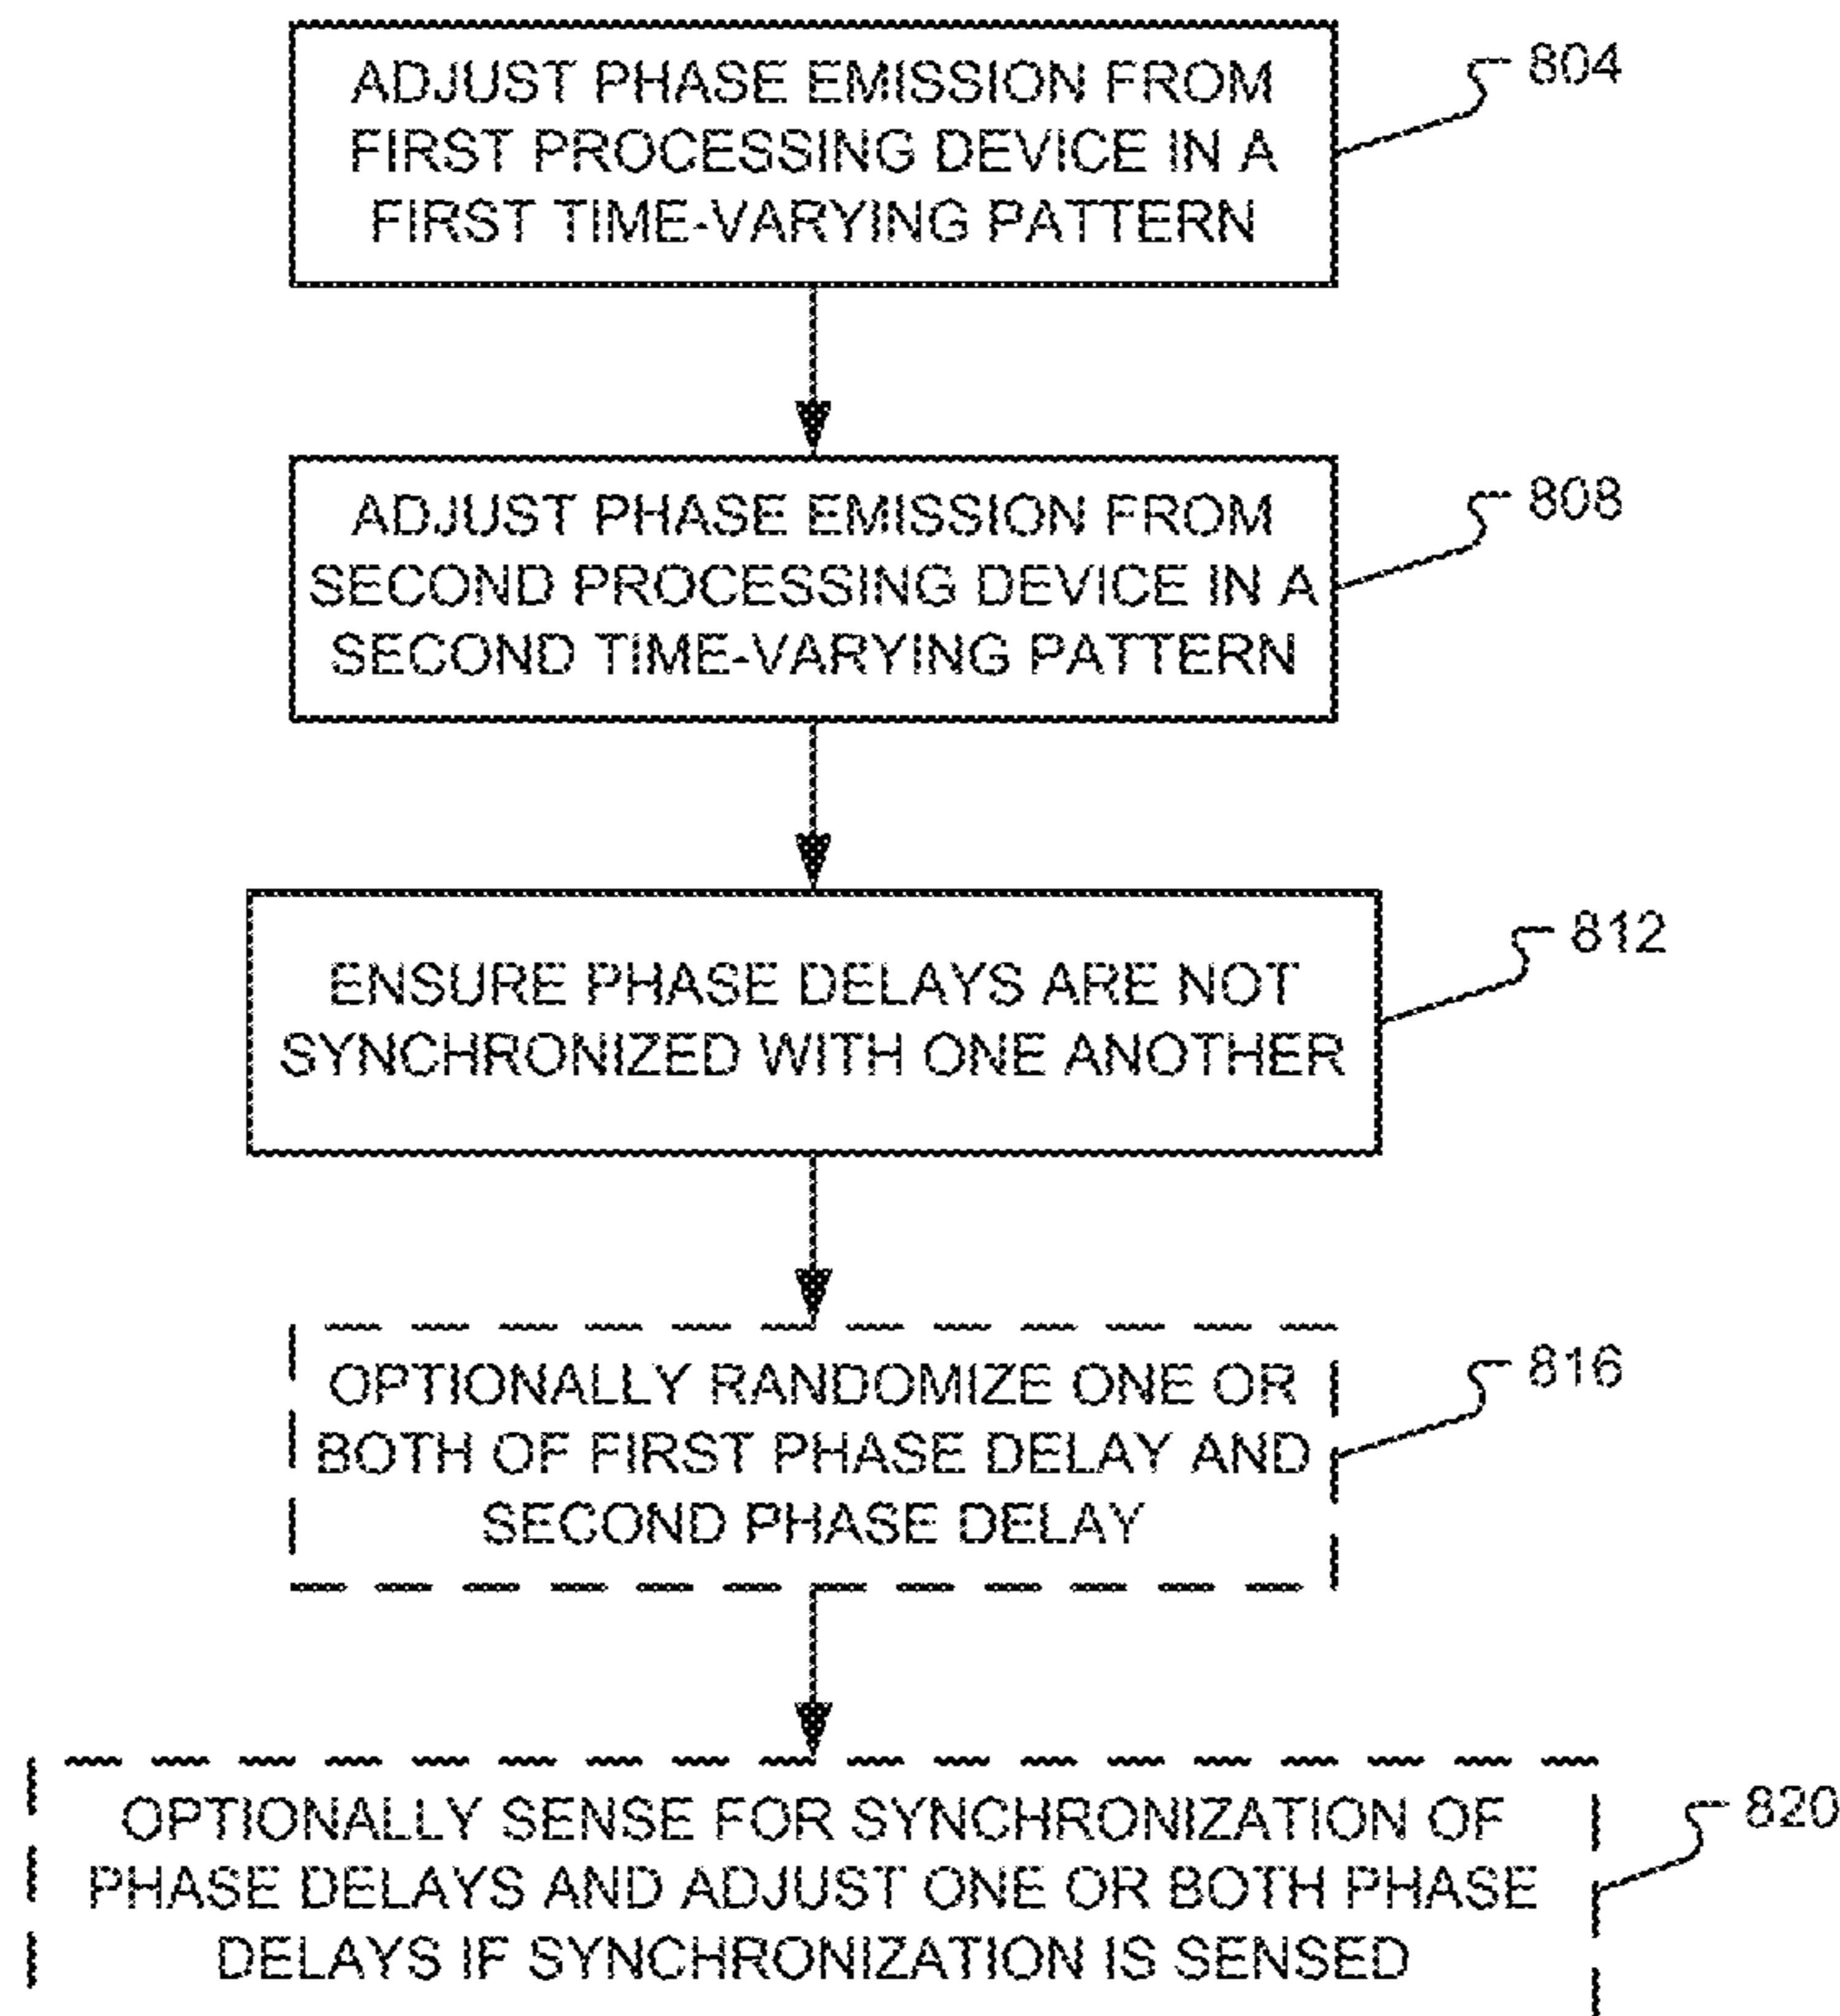 ADJUST PHASE EMISSION FROM
FIRST PROCESSING DEVICE IN A
FIRST TIME-VARYING PATTERN
804
ADJUST PHASE EMISSION FROM
SECOND PROCESSING DEVICE IN A
SECOND TIME-VARYING PATTERN
808
ENSURE PHASE DELAYS ARE NOT
SYNCHRONIZED WITH ONE ANOTHER
812
OPTIONALLY RANDOMIZE ONE OR
BOTH OF FIRST PHASE DELAY AND
SECOND PHASE DELAY
816
OPTIONALLY SENSE FOR SYNCHRONIZATION OF
PHASE DELAYS AND ADJUST ONE OR BOTH PHASE
DELAYS IF SYNCHRONIZATION IS SENSED
820